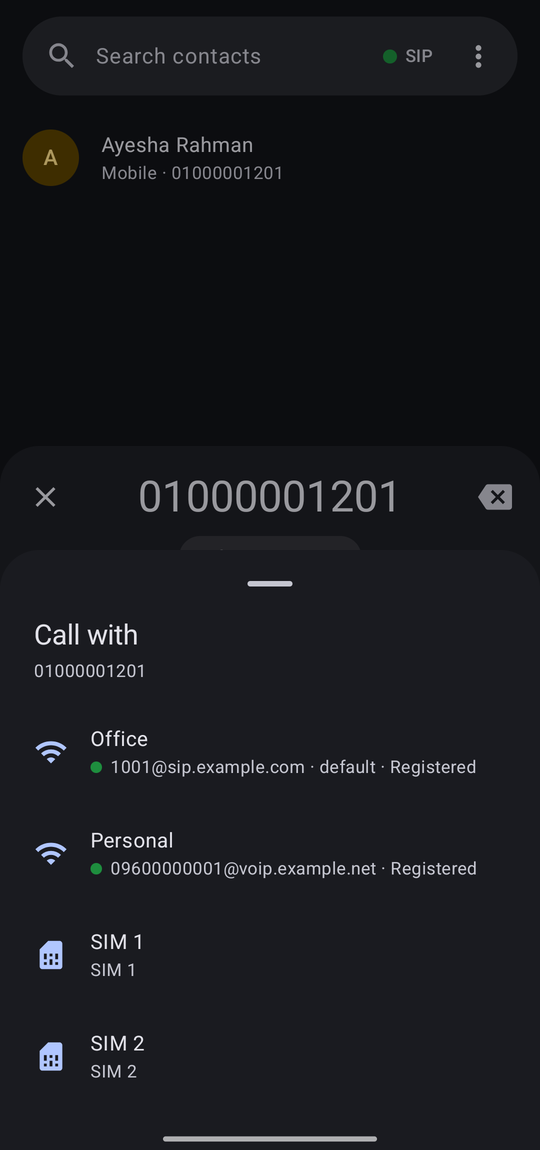 Search contacts
SIP
A
Ayesha Rahman
Mobile · 01000001201
01000001201
Call with
01000001201
Office
1001@sip.example.com · default · Registered
Personal
09600000001@voip.example.net · Registered
SIM 1
SIM 1
SIM 2
SIM 2